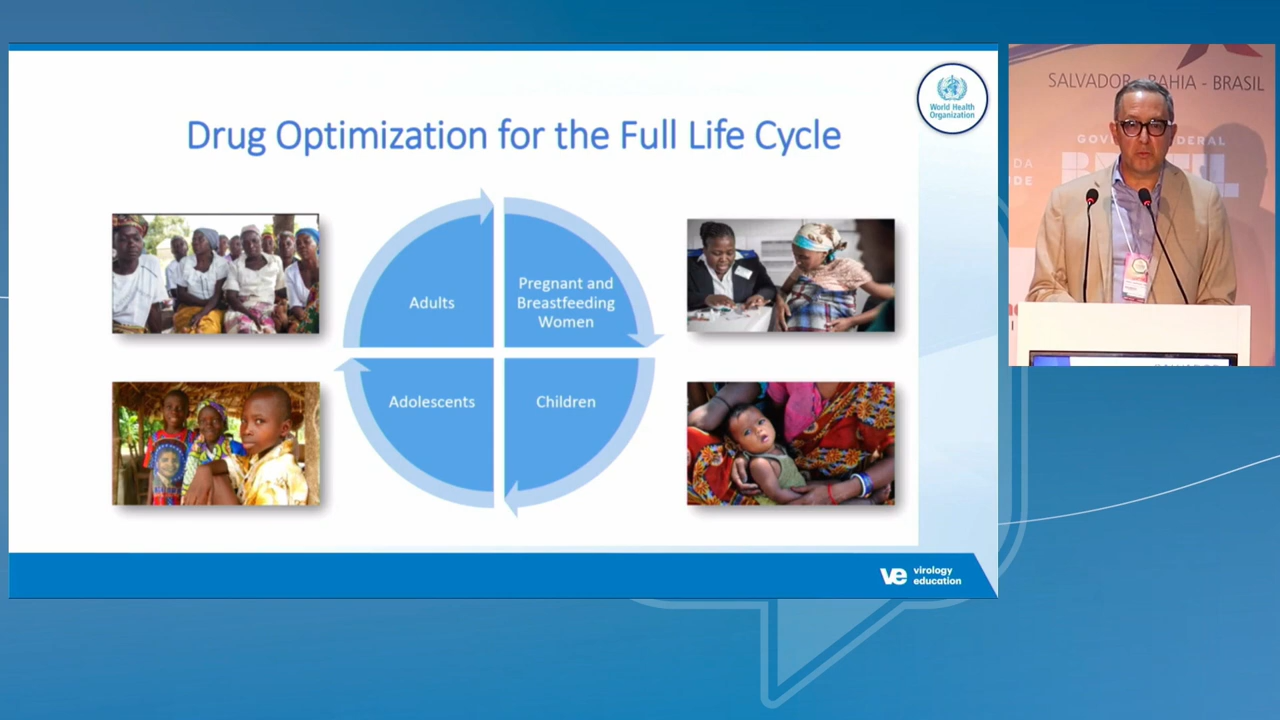 World Health
Organization
Drug Optimization for the Full Life Cycle
Adults
Pregnant and
Breastfeeding
Women
Adolescents
Children
ve virology
education
SALVADOR - BAHIA - BRASIL